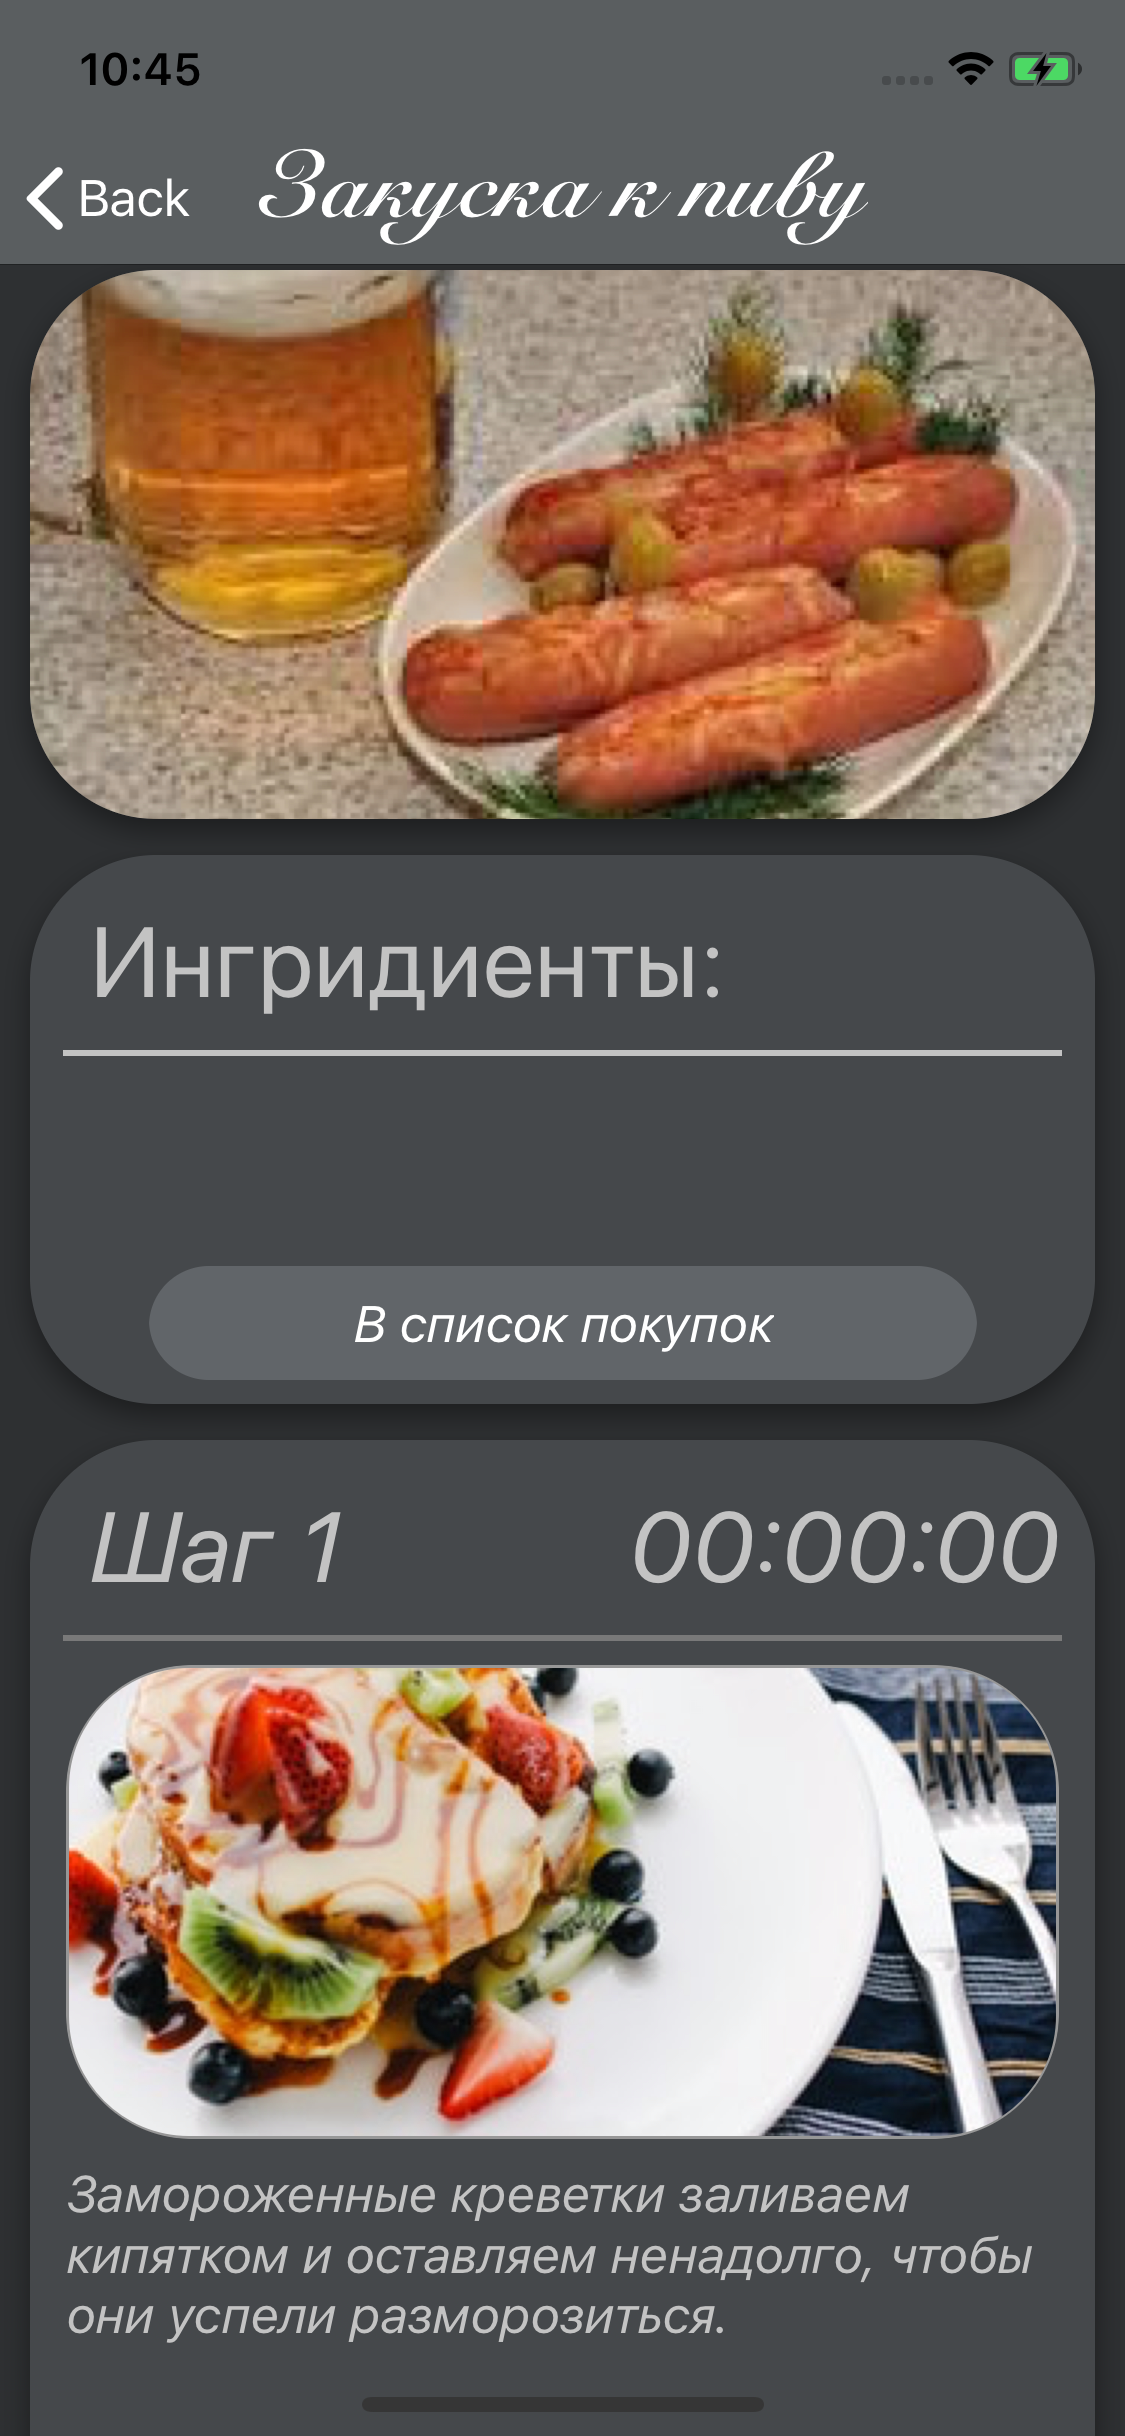 10:45
Back
Закуска к пиву
Ингридиенты:
В список покупок
Шаг 1
00:00:00
Замороженные креветки заливаем
кипятком и оставляем ненадолго, чтобы
они успели разморозиться.